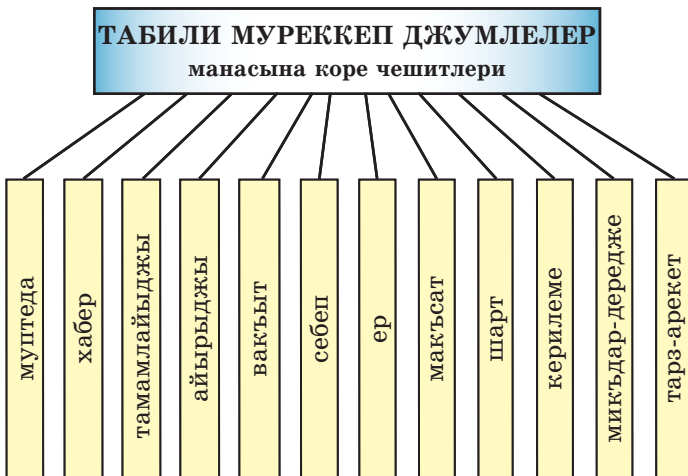 ТАБИЛИ МУРЕККЕП ДЖУМЛЕЛЕР
манасына коре чешитлери
муптеда
хабер
тамамлайыджы
айырыджы
вакъыт
себеп
ер
макъсат
шарт
керилеме
микъдар-дередже
тарз-арекет